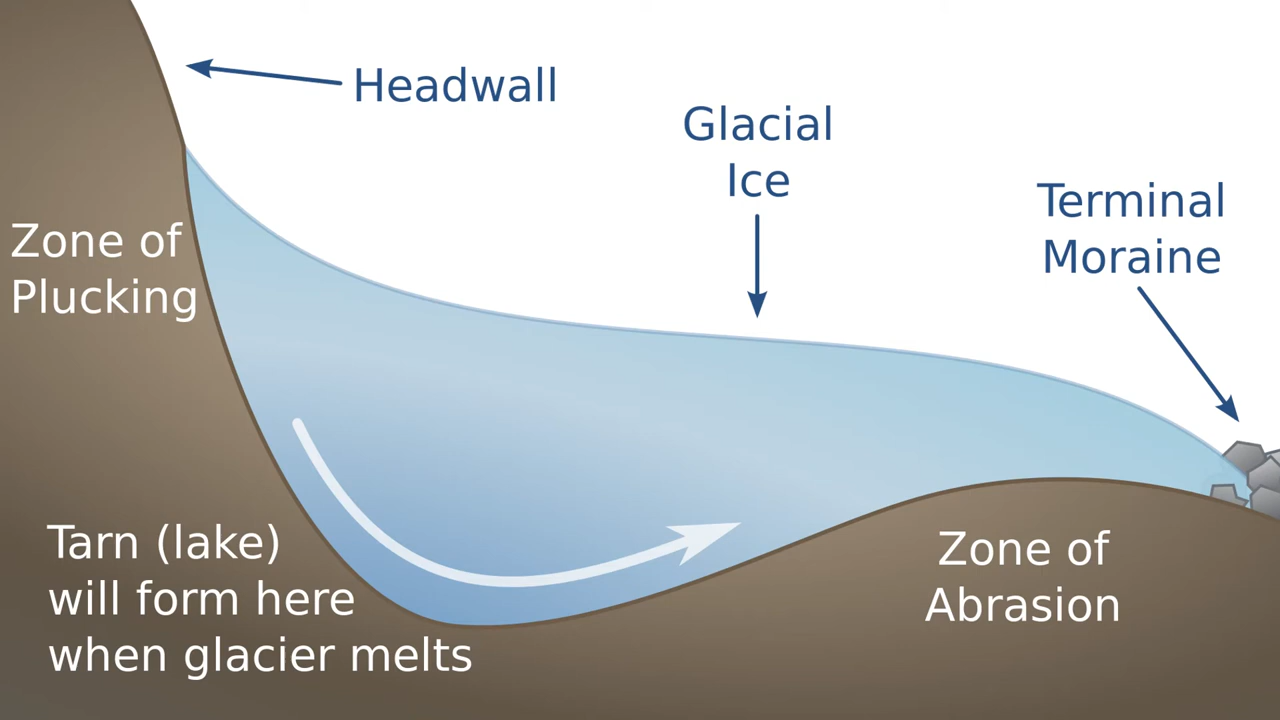 Headwall
Glacial
Ice
Terminal
Moraine
Zone of
Plucking
Tarn (lake)
will form here
when glacier melts
Zone of
Abrasion